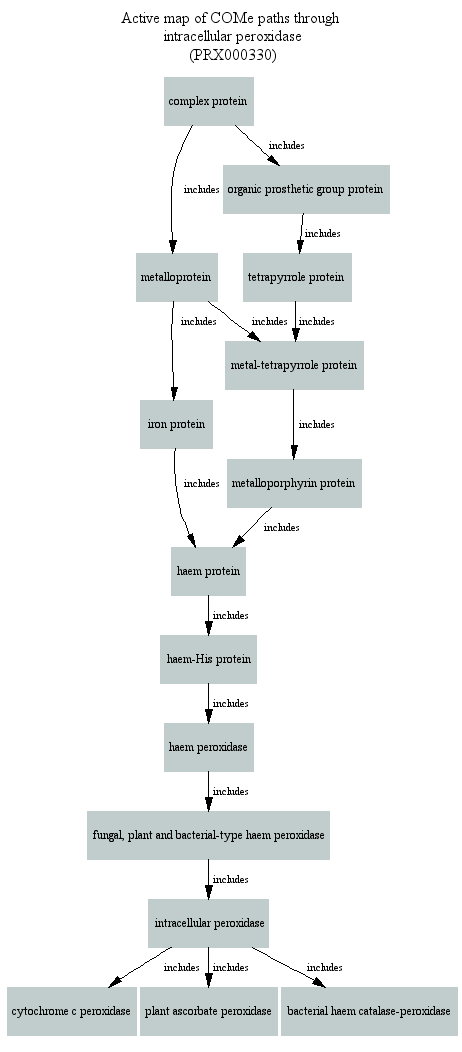 Active map of COMe paths through
intracellular peroxidase
(PRX000330)
complex protein
includes
includes
organic prosthetic group protein
includes
metalloprotein
tetrapyrrole protein
includes
includes
includes
metal-tetrapyrrole protein
iron protein
includes
includes
metalloporphyrin protein
includes
haem protein
includes
haem-His protein
includes
haem peroxidase
includes
fungal, plant and bacterial-type haem peroxidase
includes
intracellular peroxidase
includes
includes
includes
cytochrome c peroxidase
plant ascorbate peroxidase
bacterial haem catalase-peroxidase